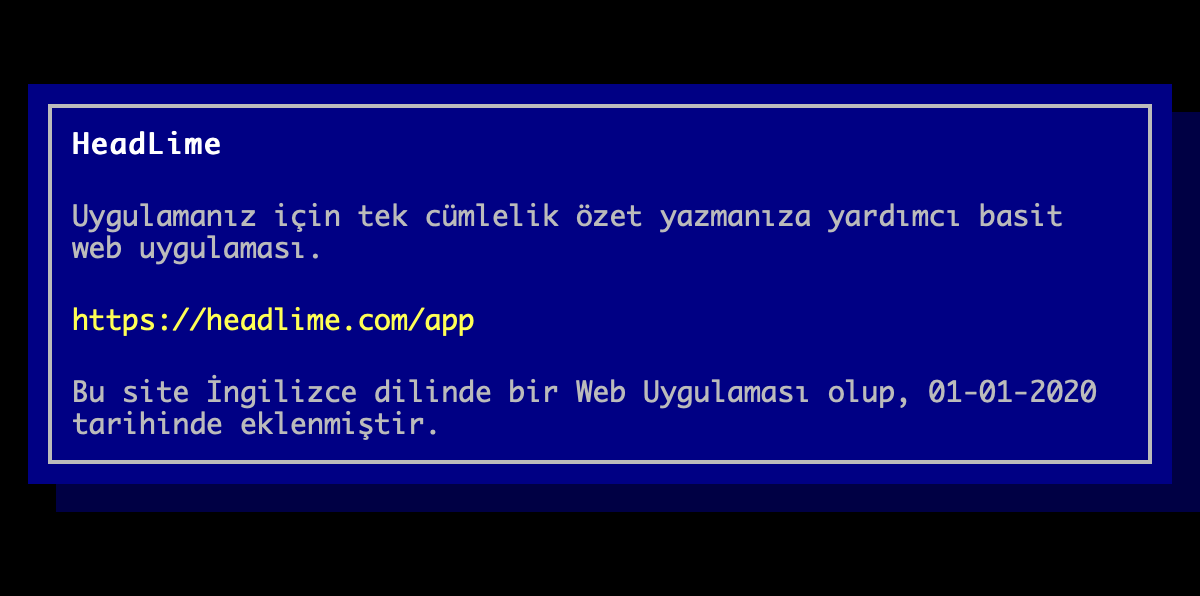 HeadLime
Uygulamanız için tek cümlelik özet yazmanıza yardımcı basit
web uygulaması.
https://headlime.com/app
Bu site İngilizce dilinde bir Web Uygulaması olup, 01-01-2020
tarihinde eklenmiştir.